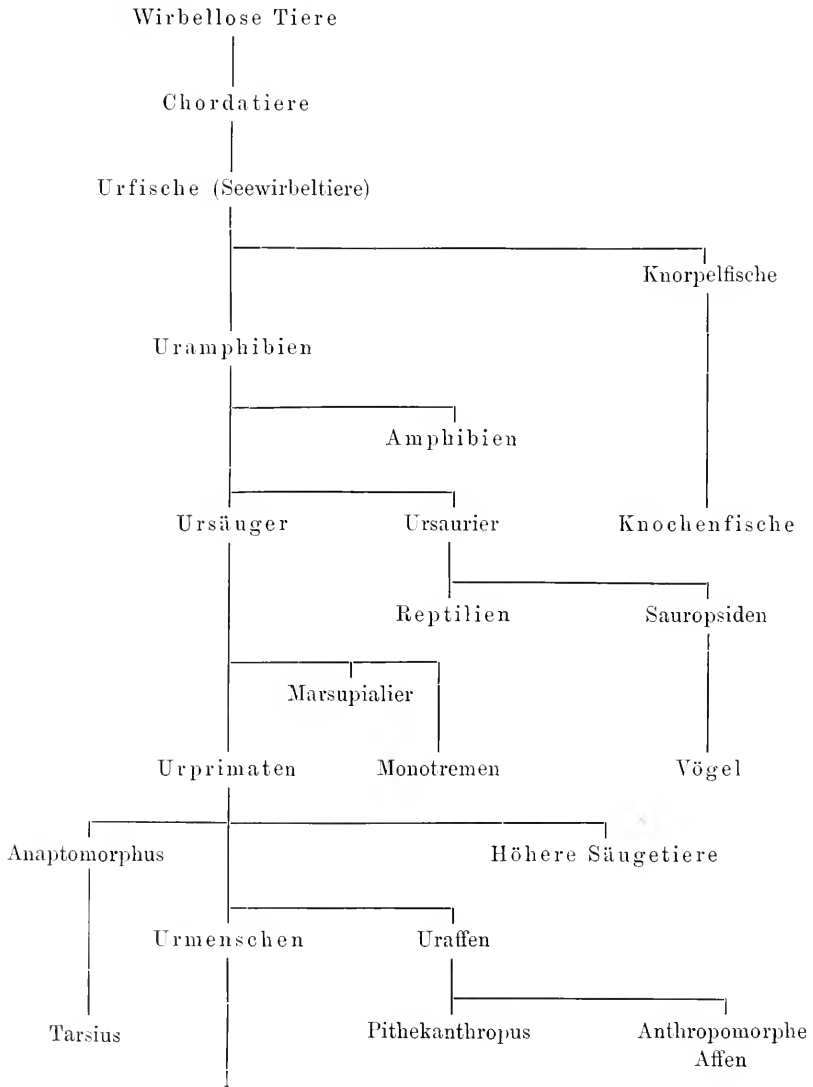 Wirbellose Tiere
Chordatiere
Urfische (Seewirbeltiere)
Knorpelfische
Uramphibien
Amphibien
Ursäuger Ursaurier Knochenfische
Reptilien Sauropsiden
Marsupialier
Urprimaten Monotremen Vögel
Anaptomorphus Höhere Säugetiere
Urmenschen Uraffen
Tarsius Pithekanthropus Anthropomorphe
Affen